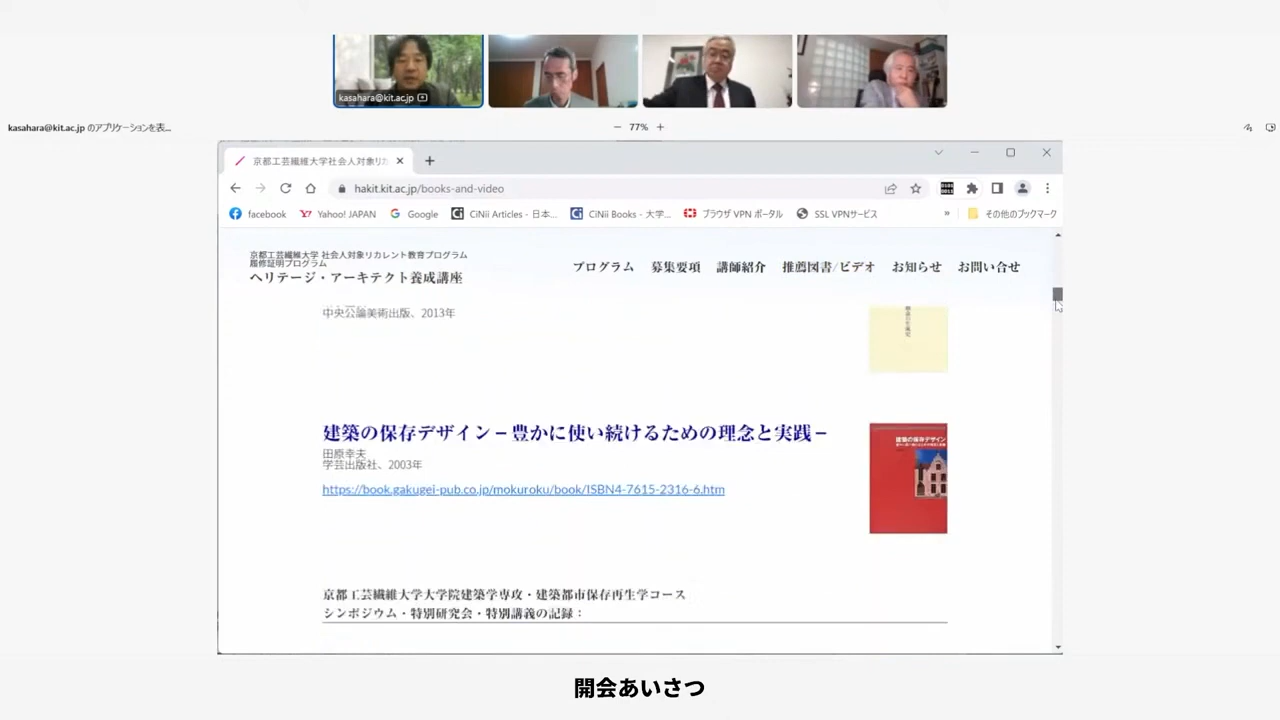 kasahara@kit.ac.jp
kasahara@kit.ac.jp のアプリケーションを表...
77%
京都工芸繊維大学社会人対象リカ
hakit.kit.ac.jp/books-and-video
facebook
Yahoo! JAPAN
Google
CiNii Articles - 日本...
CiNii Books - 大学...
ブラウザ VPN ポータル
SSL VPNサービス
»
その他のブックマーク
京都工芸繊維大学 社会人対象リカレント教育プログラム
履修証明プログラム
ヘリテージ・アーキテクト養成講座
プログラム
募集要項
講師紹介
推薦図書/ビデオ
お知らせ
お問い合せ
中央公論美術出版、2013年
建築の保存デザイン – 豊かに使い続けるための理念と実践 –
田原幸夫
学芸出版社、2003年
https://book.gakugei-pub.co.jp/mokuroku/book/ISBN4-7615-2316-6.htm
建築の保存デザイン
京都工芸繊維大学大学院建築学専攻・建築都市保存再生学コース
シンポジウム・特別研究会・特別講義の記録：
開会あいさつ